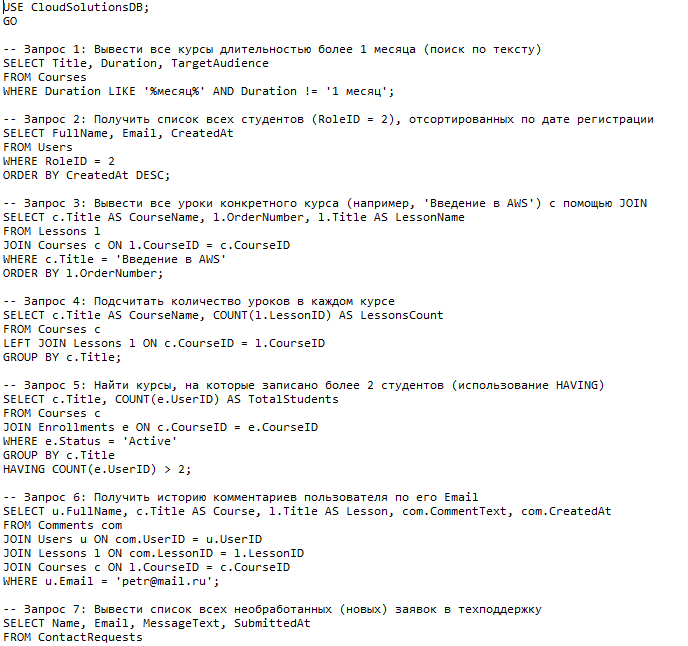 USE CloudSolutionsDB;
GO
-- Запрос 1: Вывести все курсы длительностью более 1 месяца (поиск по тексту)
SELECT Title, Duration, TargetAudience
FROM Courses
WHERE Duration LIKE '%месяц%' AND Duration != '1 месяц';
-- Запрос 2: Получить список всех студентов (RoleID = 2), отсортированных по дате регистрации
SELECT FullName, Email, CreatedAt
FROM Users
WHERE RoleID = 2
ORDER BY CreatedAt DESC;
-- Запрос 3: Вывести все уроки конкретного курса (например, 'Введение в AWS') с помощью JOIN
SELECT c.Title AS CourseName, l.OrderNumber, l.Title AS LessonName
FROM Lessons l
JOIN Courses c ON l.CourseID = c.CourseID
WHERE c.Title = 'Введение в AWS'
ORDER BY l.OrderNumber;
-- Запрос 4: Подсчитать количество уроков в каждом курсе
SELECT c.Title AS CourseName, COUNT(l.LessonID) AS LessonsCount
FROM Courses c
LEFT JOIN Lessons l ON c.CourseID = l.CourseID
GROUP BY c.Title;
-- Запрос 5: Найти курсы, на которые записано более 2 студентов (использование HAVING)
SELECT c.Title, COUNT(e.UserID) AS TotalStudents
FROM Courses c
JOIN Enrollments e ON c.CourseID = e.CourseID
WHERE e.Status = 'Active'
GROUP BY c.Title
HAVING COUNT(e.UserID) > 2;
-- Запрос 6: Получить историю комментариев пользователя по его Email
SELECT u.FullName, c.Title AS Course, l.Title AS Lesson, com.CommentText, com.CreatedAt
FROM Comments com
JOIN Users u ON com.UserID = u.UserID
JOIN Lessons l ON com.LessonID = l.LessonID
JOIN Courses c ON l.CourseID = c.CourseID
WHERE u.Email = 'petr@mail.ru';
-- Запрос 7: Вывести список всех необработанных (новых) заявок в техподдержку
SELECT Name, Email, MessageText, SubmittedAt
FROM ContactRequests